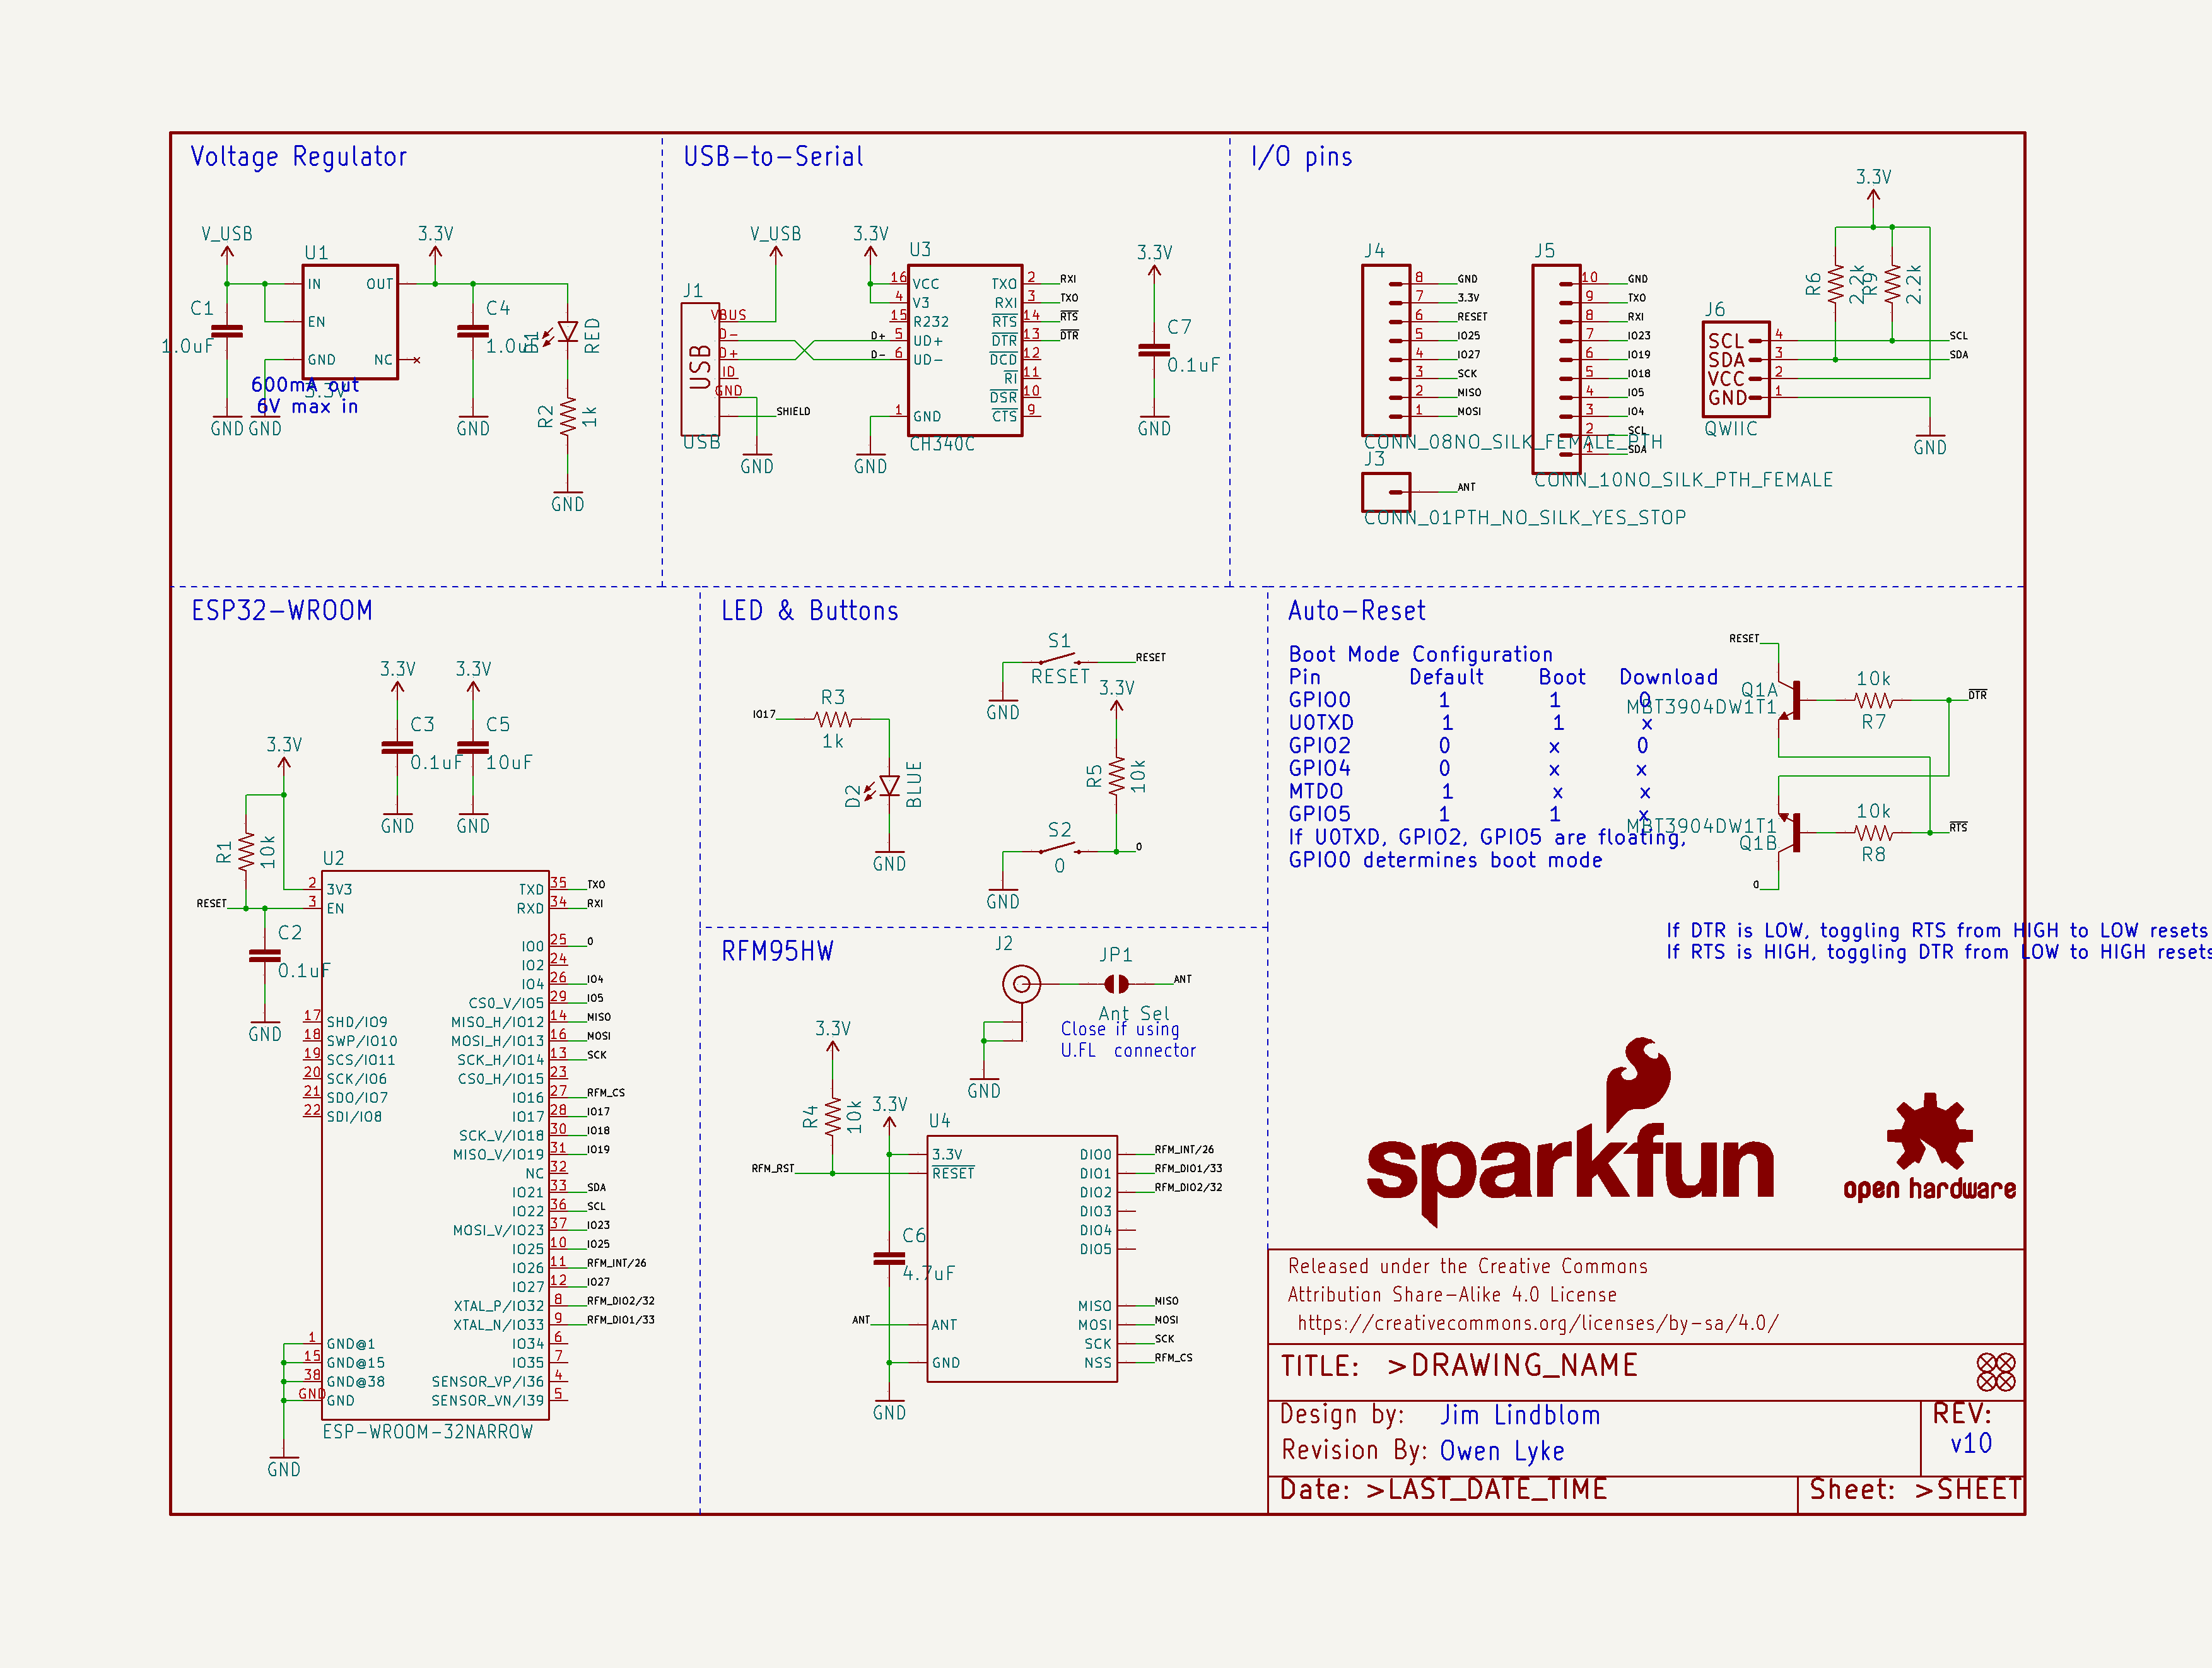 Voltage Regulator
V_USB
3.3V
U1
IN
OUT
EN
GND
NC
C1
1.0uF
C4
1.0uF
D1
RED
3.3V
600mA out
6V max in
R2
1k
GND
GND
GND
GND
USB-to-Serial
V_USB
3.3V
3.3V
J1
USB
VBUS
D-
D+
ID
GND
SHIELD
USB
GND
D+
D-
U3
16 VCC
4 V3
15 R232
5 UD+
6 UD-
1 GND
TXO 2 RXI
RXI 3 TXO
RTS 14 RTS
DTR 13 DTR
DCD 12
RI 11
DSR 10
CTS 9
CH340C
GND
C7
0.1uF
GND
I/O pins
J4
8 GND
7 3.3V
6 RESET
5 IO25
4 IO27
3 SCK
2 MISO
1 MOSI
CONN_08NO_SILK_FEMALE_PTH
J3
ANT
CONN_01PTH_NO_SILK_YES_STOP
J5
10 GND
9 TXO
8 RXI
7 IO23
6 IO19
5 IO18
4 IO5
3 IO4
2 SCL
1 SDA
CONN_10NO_SILK_PTH_FEMALE
3.3V
R6
2.2k
R9
2.2k
J6
SCL 4 SCL
SDA 3 SDA
VCC 2
GND 1
QWIIC
GND
ESP32-WROOM
3.3V
3.3V
C3
0.1uF
C5
10uF
GND
GND
3.3V
R1
10k
RESET
C2
0.1uF
GND
U2
2 3V3
3 EN
17 SHD/IO9
18 SWP/IO10
19 SCS/IO11
20 SCK/IO6
21 SDO/IO7
22 SDI/IO8
1 GND@1
15 GND@15
38 GND@38
GND GND
TXD 35 TXO
RXD 34 RXI
IO0 25 0
IO2 24
IO4 26 IO4
CS0_V/IO5 29 IO5
MISO_H/IO12 14 MISO
MOSI_H/IO13 16 MOSI
SCK_H/IO14 13 SCK
CS0_H/IO15 23
IO16 27 RFM_CS
IO17 28 IO17
SCK_V/IO18 30 IO18
MISO_V/IO19 31 IO19
NC 32
IO21 33 SDA
IO22 36 SCL
MOSI_V/IO23 37 IO23
IO25 10 IO25
IO26 11 RFM_INT/26
IO27 12 IO27
XTAL_P/IO32 8 RFM_DIO2/32
XTAL_N/IO33 9 RFM_DIO1/33
IO34 6
IO35 7
SENSOR_VP/I36 4
SENSOR_VN/I39 5
ESP-WROOM-32NARROW
GND
LED & Buttons
IO17
R3
1k
D2
BLUE
GND
S1
RESET
RESET
GND
3.3V
R5
10k
S2
0
0
GND
RFM95HW
J2
JP1
ANT
Ant Sel
Close if using
U.FL connector
GND
3.3V
R4
10k
3.3V
RFM_RST
C6
4.7uF
ANT
GND
U4
3.3V
RESET
ANT
GND
DIO0 RFM_INT/26
DIO1 RFM_DIO1/33
DIO2 RFM_DIO2/32
DIO3
DIO4
DIO5
MISO MISO
MOSI MOSI
SCK SCK
NSS RFM_CS
Auto-Reset
Boot Mode Configuration
Pin Default Boot Download
GPIO0 1 1 0
U0TXD 1 1 x
GPIO2 0 x 0
GPIO4 0 x x
MTDO 1 x x
GPIO5 1 1 x
If U0TXD, GPIO2, GPIO5 are floating,
GPIO0 determines boot mode
RESET
Q1A
MBT3904DW1T1
10k
R7
DTR
MBT3904DW1T1
Q1B
10k
R8
RTS
0
If DTR is LOW, toggling RTS from HIGH to LOW resets
If RTS is HIGH, toggling DTR from LOW to HIGH resets
sparkfun
open hardware
Released under the Creative Commons
Attribution Share-Alike 4.0 License
https://creativecommons.org/licenses/by-sa/4.0/
TITLE: >DRAWING_NAME
Design by: Jim Lindblom
Revision By: Owen Lyke
REV:
v10
Date: >LAST_DATE_TIME
Sheet: >SHEET